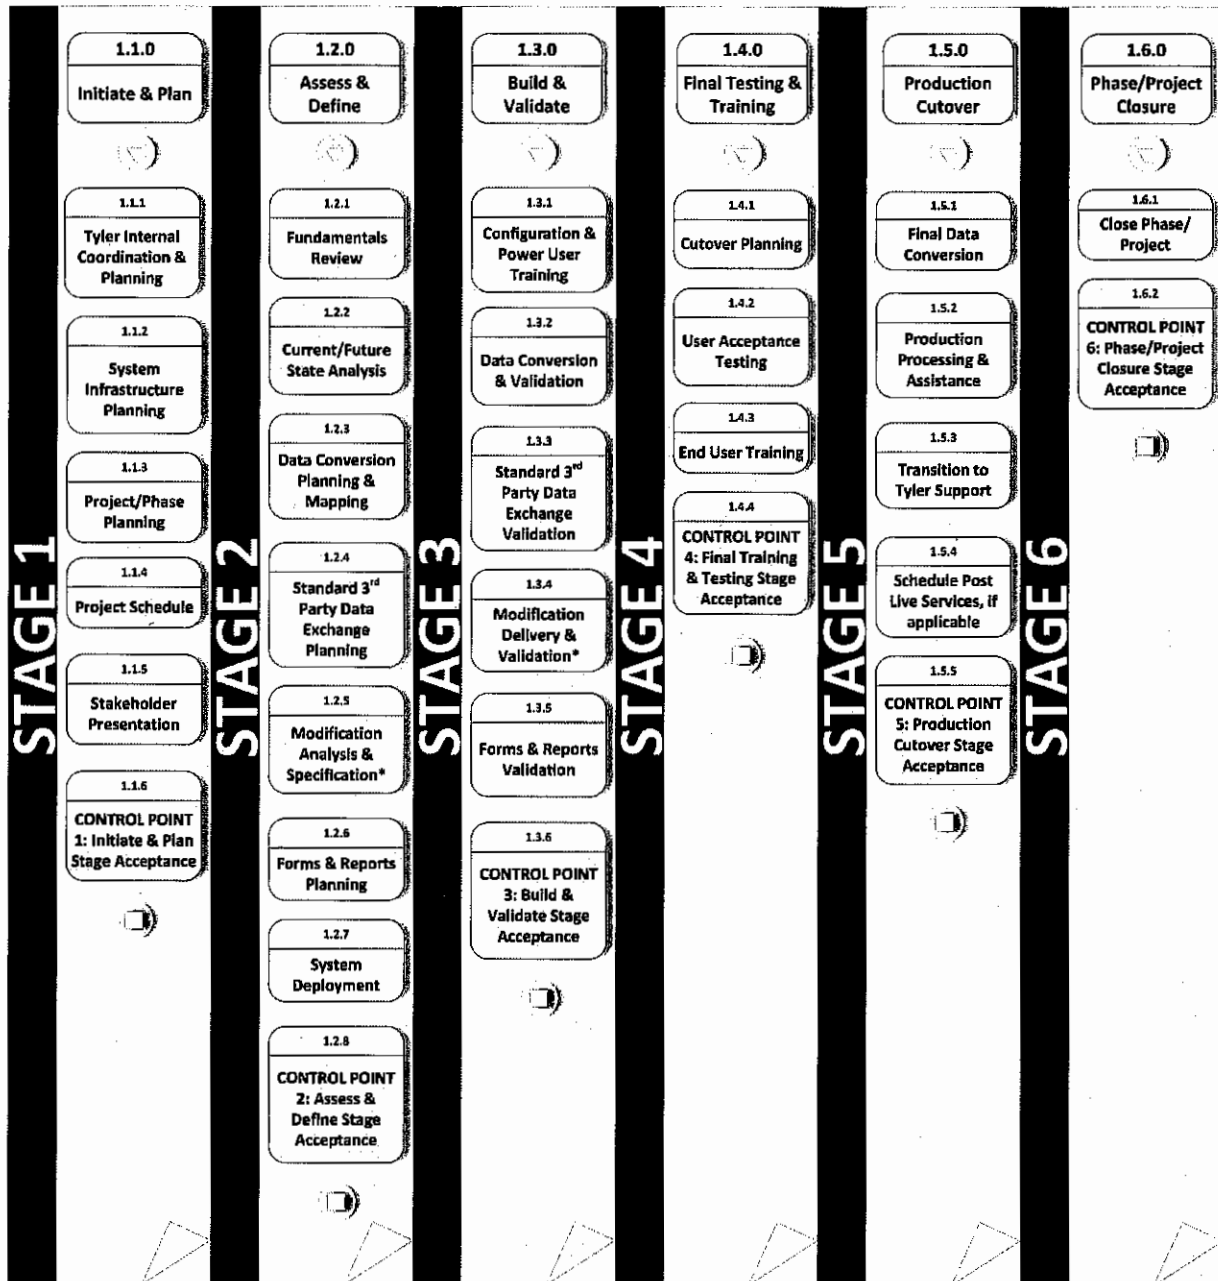 STAGE 1
1.1.0
Initiate & Plan
1.1.1
Tyler Internal
Coordination &
Planning
1.1.2
System
Infrastructure
Planning
1.1.3
Project/Phase
Planning
1.1.4
Project Schedule
1.1.5
Stakeholder
Presentation
1.1.6
CONTROL POINT
1: Initiate & Plan
Stage Acceptance
STAGE 2
1.2.0
Assess &
Define
1.2.1
Fundamentals
Review
1.2.2
Current/Future
State Analysis
1.2.3
Data Conversion
Planning &
Mapping
1.2.4
Standard 3rd
Party Data
Exchange
Planning
1.2.5
Modification
Analysis &
Specification*
1.2.6
Forms & Reports
Planning
1.2.7
System
Deployment
1.2.8
CONTROL POINT
2: Assess &
Define Stage
Acceptance
STAGE 3
1.3.0
Build &
Validate
1.3.1
Configuration &
Power User
Training
1.3.2
Data Conversion
& Validation
1.3.3
Standard 3rd
Party Data
Exchange
Validation
1.3.4
Modification
Delivery &
Validation*
1.3.5
Forms & Reports
Validation
1.3.6
CONTROL POINT
3: Build &
Validate Stage
Acceptance
STAGE 4
1.4.0
Final Testing &
Training
1.4.1
Cutover Planning
1.4.2
User Acceptance
Testing
1.4.3
End User Training
1.4.4
CONTROL POINT
4: Final Training
& Testing Stage
Acceptance
STAGE 5
1.5.0
Production
Cutover
1.5.1
Final Data
Conversion
1.5.2
Production
Processing &
Assistance
1.5.3
Transition to
Tyler Support
1.5.4
Schedule Post
Live Services, if
applicable
1.5.5
CONTROL POINT
5: Production
Cutover Stage
Acceptance
STAGE 6
1.6.0
Phase/Project
Closure
1.6.1
Close Phase/
Project
1.6.2
CONTROL POINT
6: Phase/Project
Closure Stage
Acceptance